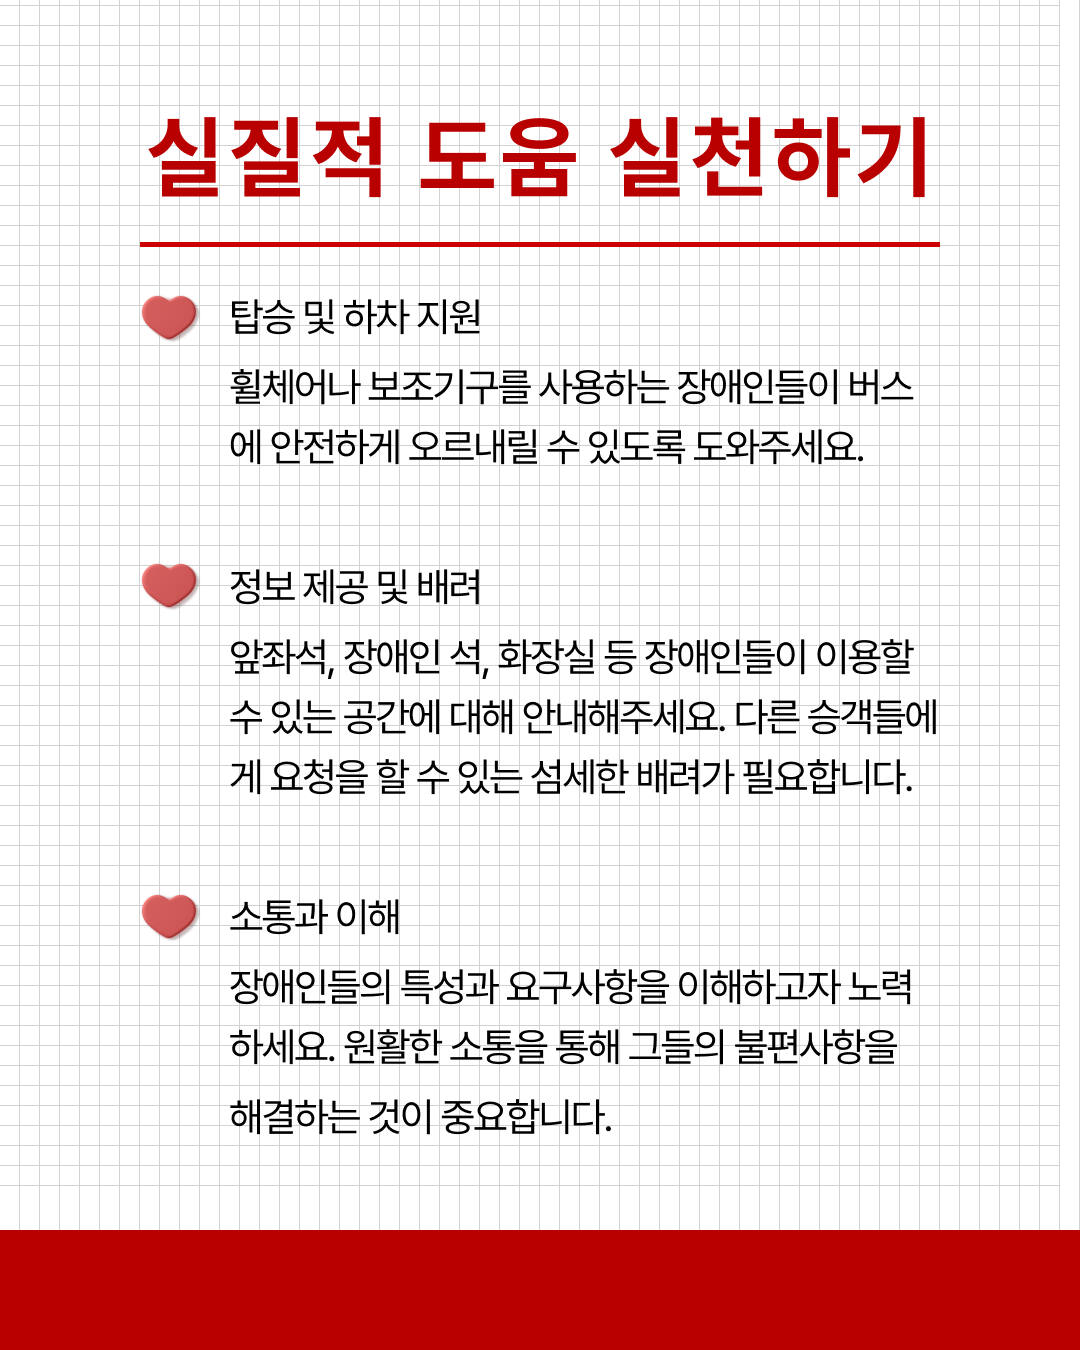 실질적 도움 실천하기
탑승 및 하차 지원
휠체어나 보조기구를 사용하는 장애인들이 버스
에 안전하게 오르내릴 수 있도록 도와주세요.
정보 제공 및 배려
앞좌석, 장애인 석, 화장실 등 장애인들이 이용할
수 있는 공간에 대해 안내해주세요. 다른 승객들에
게 요청을 할 수 있는 섬세한 배려가 필요합니다.
소통과 이해
장애인들의 특성과 요구사항을 이해하고자 노력
하세요. 원활한 소통을 통해 그들의 불편사항을
해결하는 것이 중요합니다.